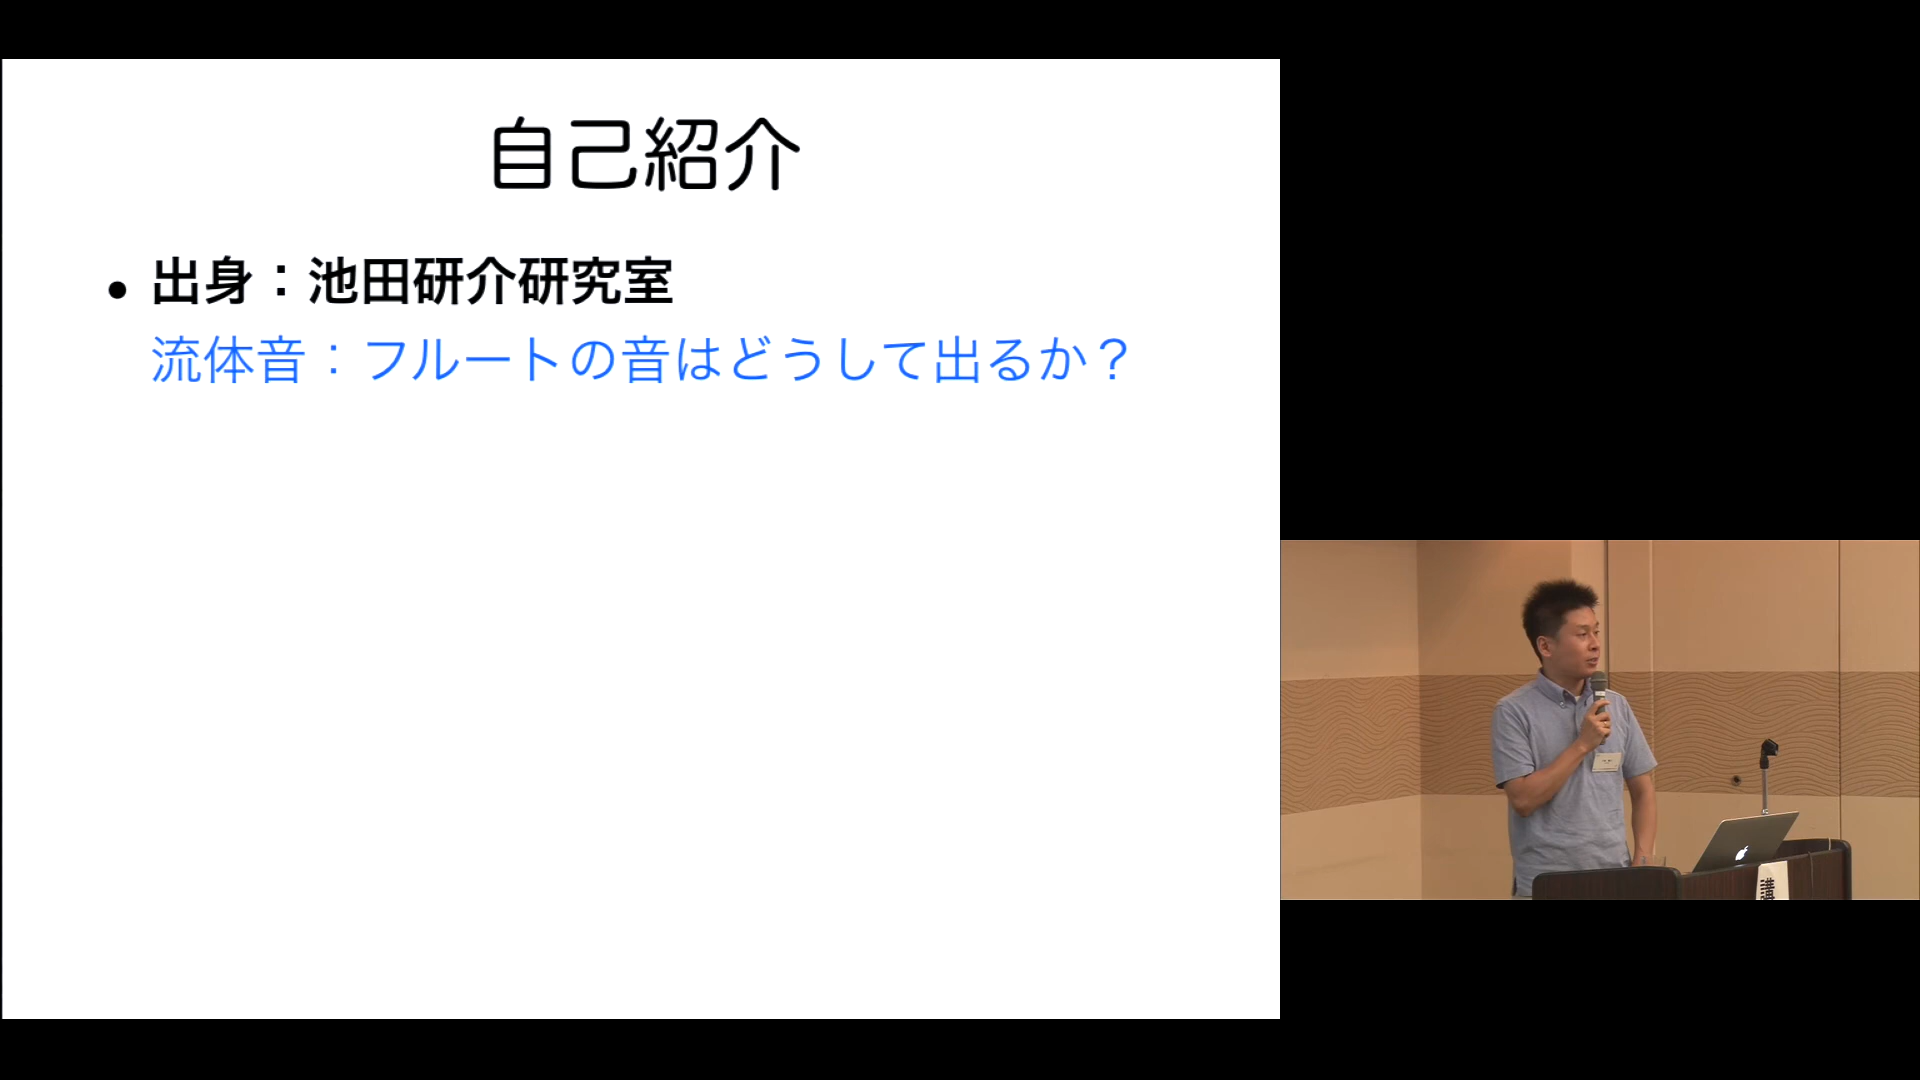 自己紹介
• 出身：池田研介研究室
流体音：フルートの音はどうして出るか？
講